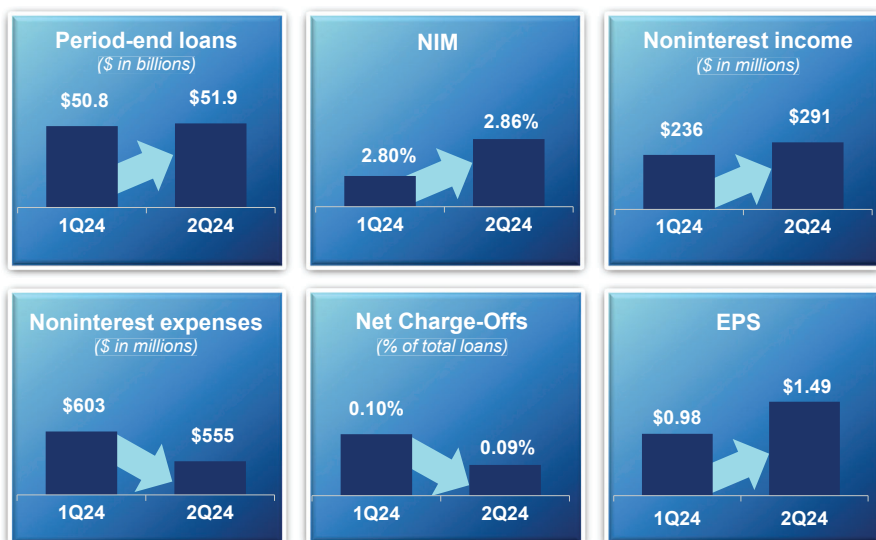 Period-end loans
($ in billions)
$50.8
$51.9
1Q24
2Q24
NIM
2.80%
2.86%
1Q24
2Q24
Noninterest income
($ in millions)
$236
$291
1Q24
2Q24
Noninterest expenses
($ in millions)
$603
$555
1Q24
2Q24
Net Charge-Offs
(% of total loans)
0.10%
0.09%
1Q24
2Q24
EPS
$0.98
$1.49
1Q24
2Q24